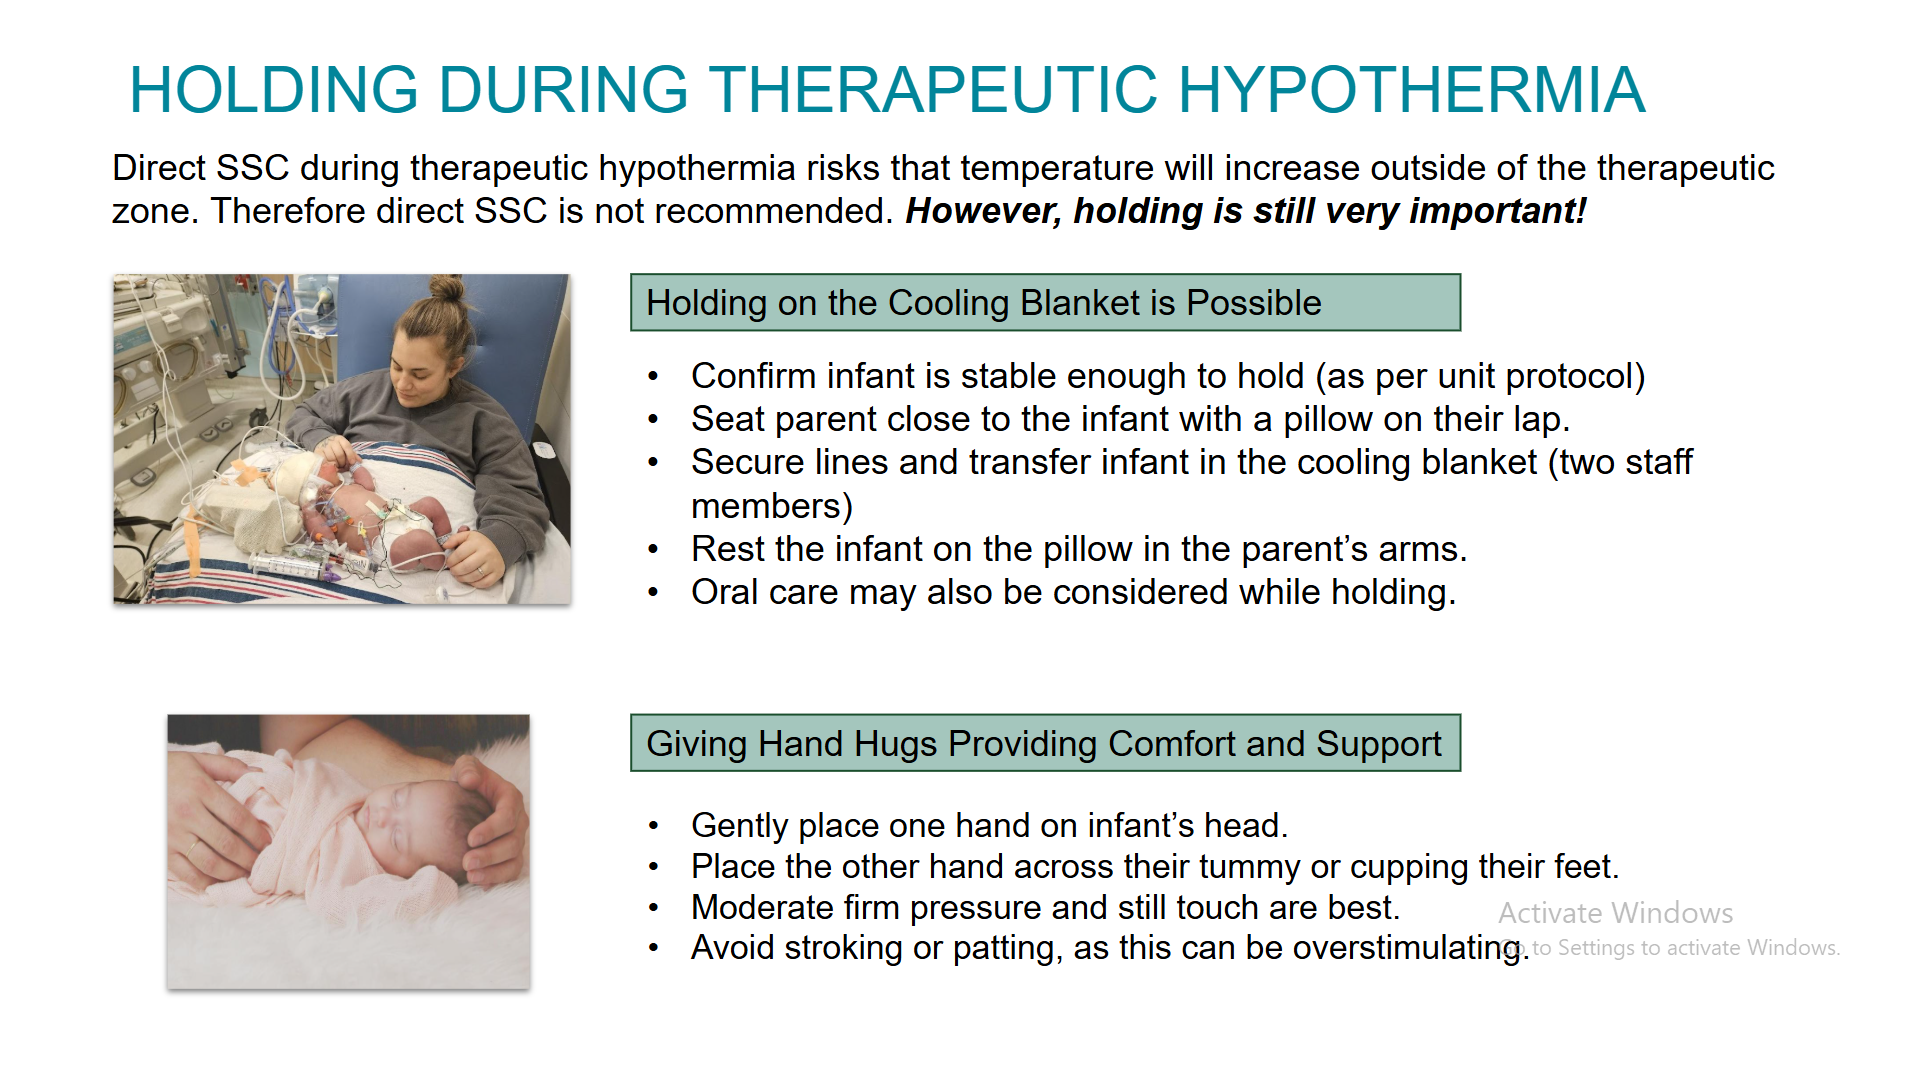 HOLDING DURING THERAPEUTIC HYPOTHERMIA
Direct SSC during therapeutic hypothermia risks that temperature will increase outside of the therapeutic
zone. Therefore direct SSC is not recommended. However, holding is still very important!
Holding on the Cooling Blanket is Possible
• Confirm infant is stable enough to hold (as per unit protocol)
• Seat parent close to the infant with a pillow on their lap.
• Secure lines and transfer infant in the cooling blanket (two staff
members)
• Rest the infant on the pillow in the parent’s arms.
• Oral care may also be considered while holding.
Giving Hand Hugs Providing Comfort and Support
• Gently place one hand on infant’s head.
• Place the other hand across their tummy or cupping their feet.
• Moderate firm pressure and still touch are best.
• Avoid stroking or patting, as this can be overstimulating.
Activate Windows
Go to Settings to activate Windows.